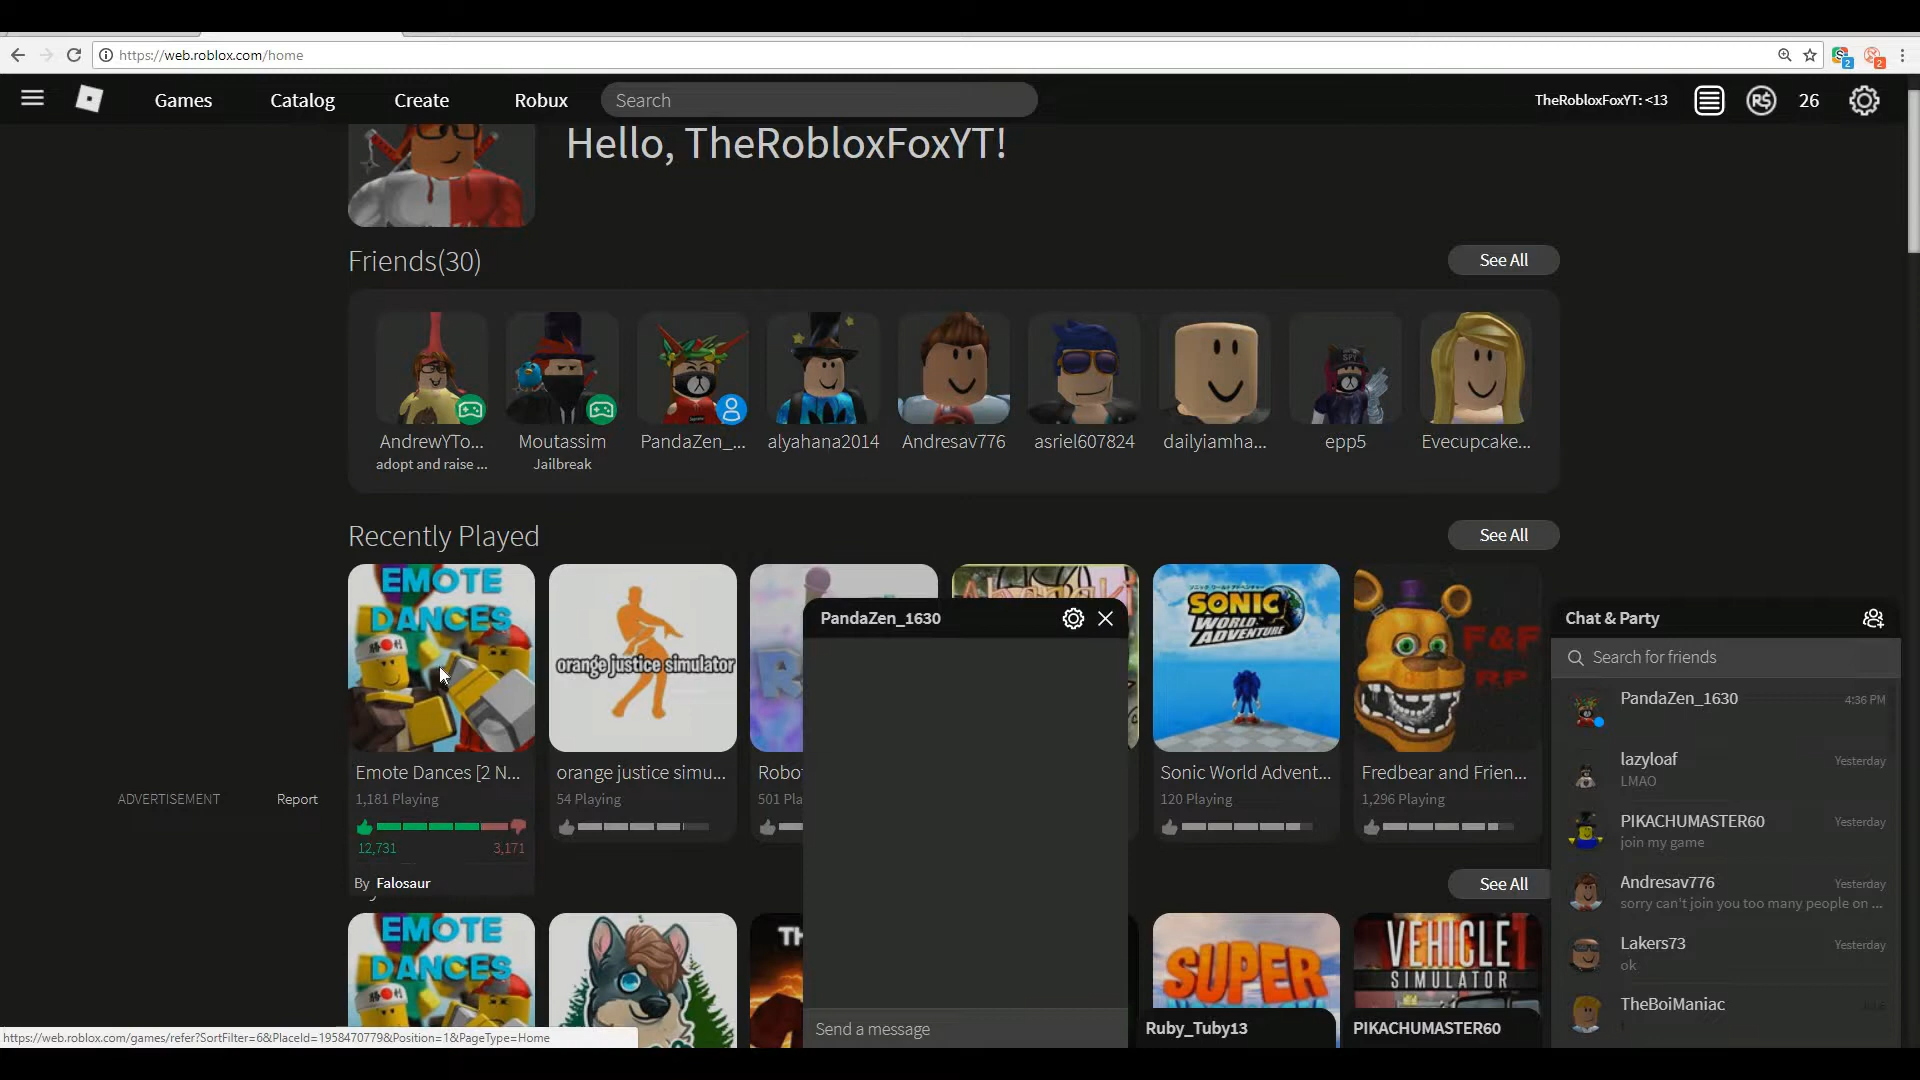 https://web.roblox.com/home
2
2
Games
Catalog
Create
Robux
Search
TheRobloxFoxYT: <13
R$
26
Hello, TheRobloxFoxYT!
Friends(30)
See All
SPY
AndrewYTo...
Moutassim
PandaZen_...
alyahana2014
Andresav776
asriel607824
dailyiamha...
epp5
Evecupcake...
adopt and raise ...
Jailbreak
Recently Played
See All
EMOTE
DANCES
orange justice simulator
SONIC
WORLD
ADVENTURE
F&F
RP
Emote Dances [2 N...
orange justice simu...
Robo
Sonic World Advent...
Fredbear and Frien...
1,181 Playing
54 Playing
501 Pla
120 Playing
1,296 Playing
12,731
3,171
By Falosaur
ADVERTISEMENT
Report
See All
EMOTE
DANCES
TH
SUPER
VEHICLE
SIMULATOR
PandaZen_1630
Send a message
Ruby_Tuby13
PIKACHUMASTER60
Chat & Party
Search for friends
PandaZen_1630
4:36 PM
lazyloaf
Yesterday
LMAO
PIKACHUMASTER60
Yesterday
join my game
Andresav776
Yesterday
sorry can't join you too many people on ...
Lakers73
Yesterday
ok
TheBoiManiac
https://web.roblox.com/games/refer?SortFilter=6&PlaceId=1958470779&Position=1&PageType=Home